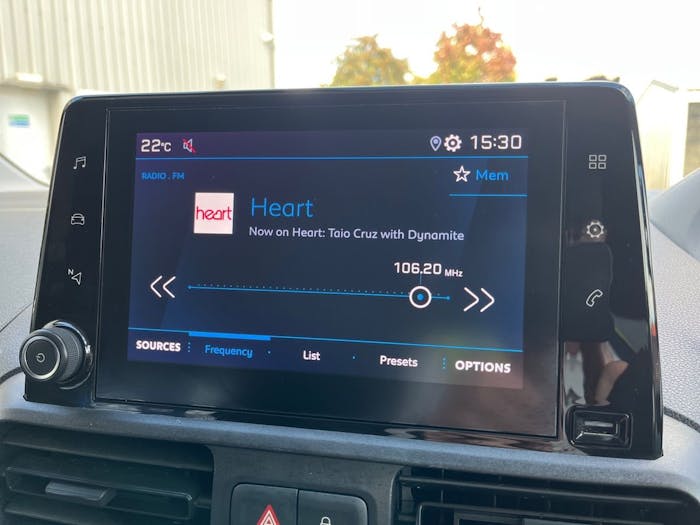 22°C 15:30
RADIO . FM
Mem
heart
Heart
Now on Heart: Taio Cruz with Dynamite
106.20 MHz
N
SOURCES Frequency List Presets OPTIONS